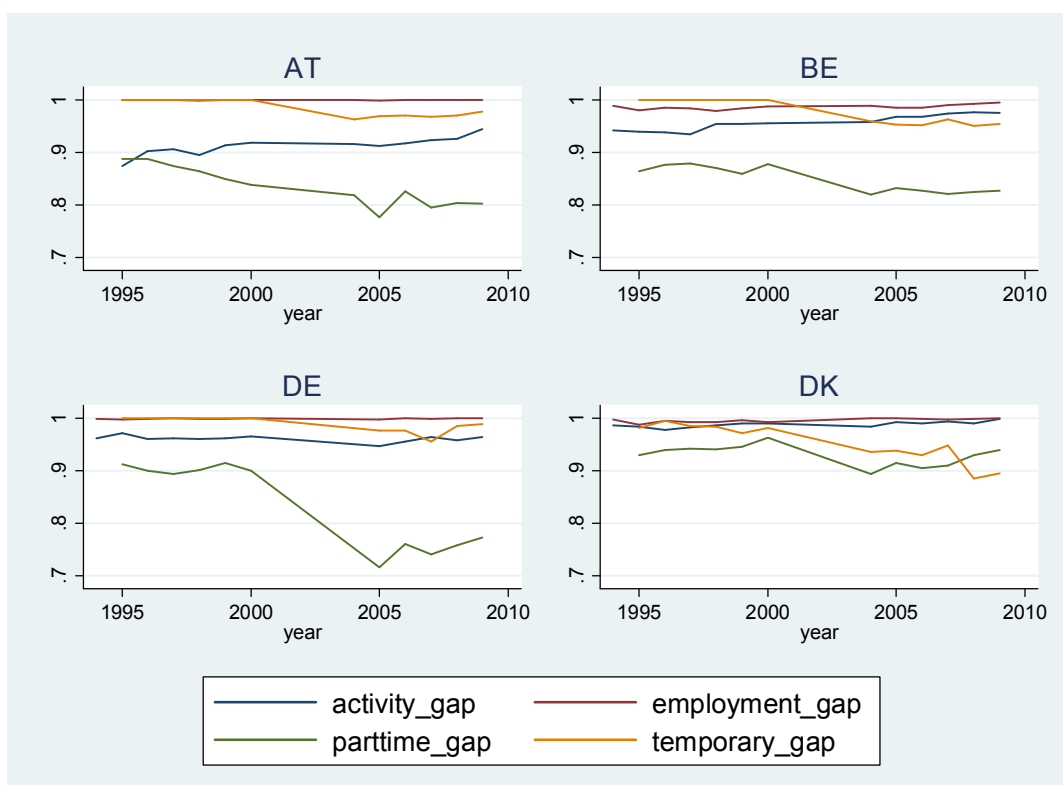 AT
1
.9
.8
.7
1995 2000 2005 2010
year
BE
1
.9
.8
.7
1995 2000 2005 2010
year
DE
1
.9
.8
.7
1995 2000 2005 2010
year
DK
1
.9
.8
.7
1995 2000 2005 2010
year
activity_gap employment_gap
parttime_gap temporary_gap